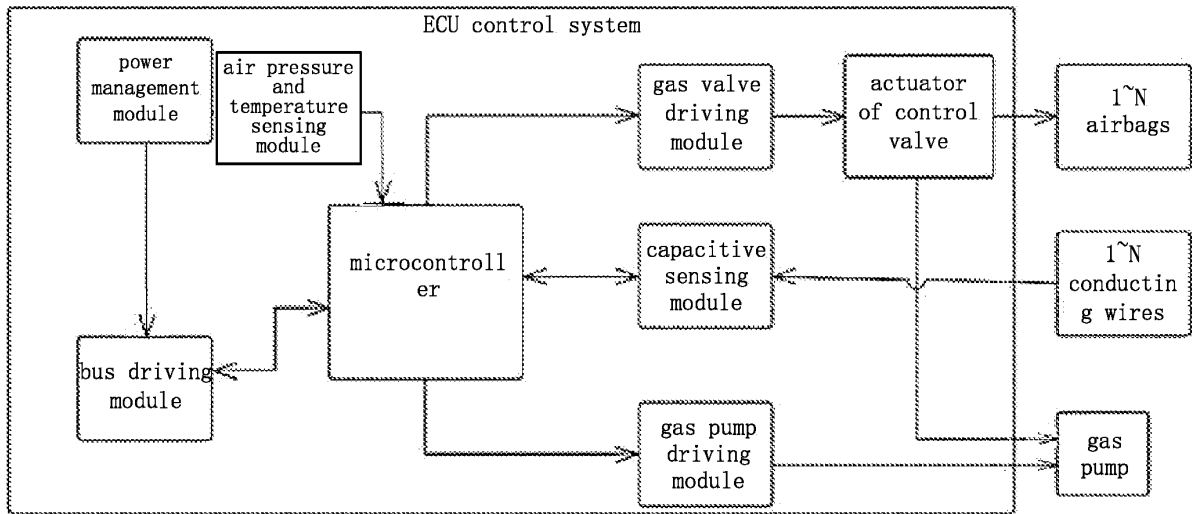 ECU control system
power
management
module
air pressure
and
temperature
sensing
module
gas valve
driving
module
actuator
of control
valve
1~N
airbags
microcontroll
er
capacitive
sensing
module
1~N
conductin
g wires
bus driving
module
gas pump
driving
module
gas
pump